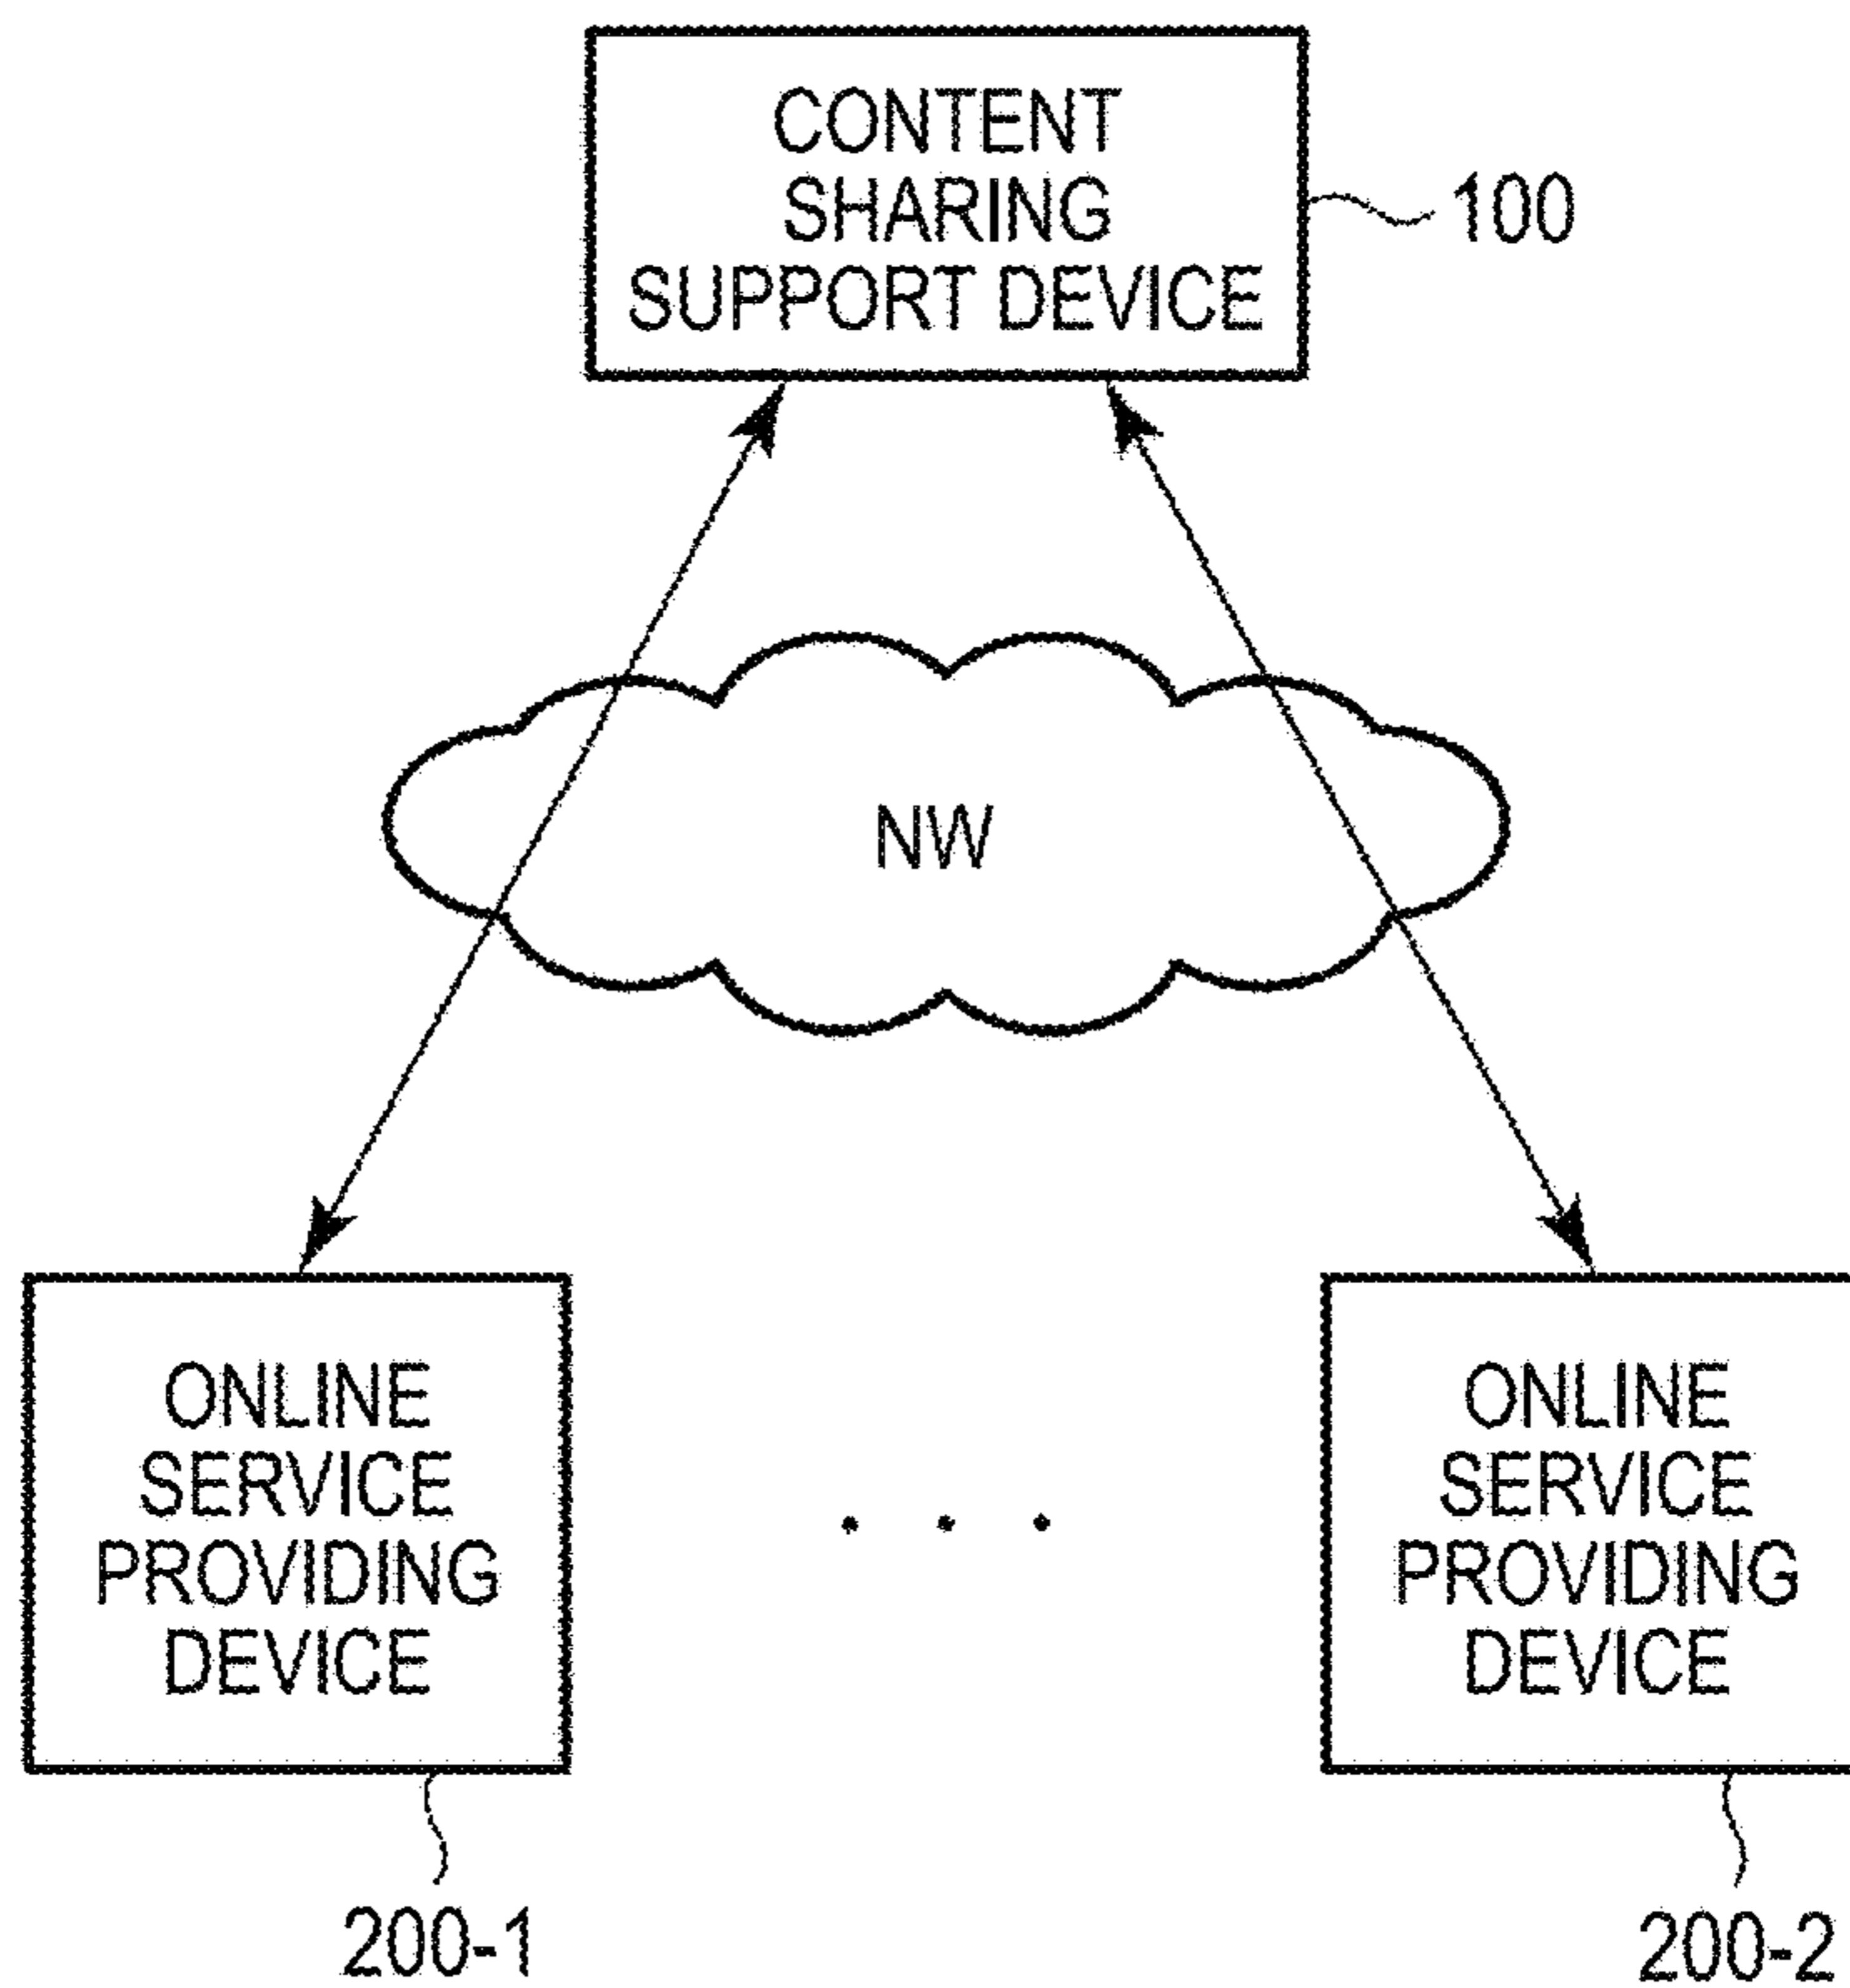 CONTENT
SHARING
SUPPORT DEVICE
100
NW
ONLINE
SERVICE
PROVIDING
DEVICE
200-1
ONLINE
SERVICE
PROVIDING
DEVICE
200-2